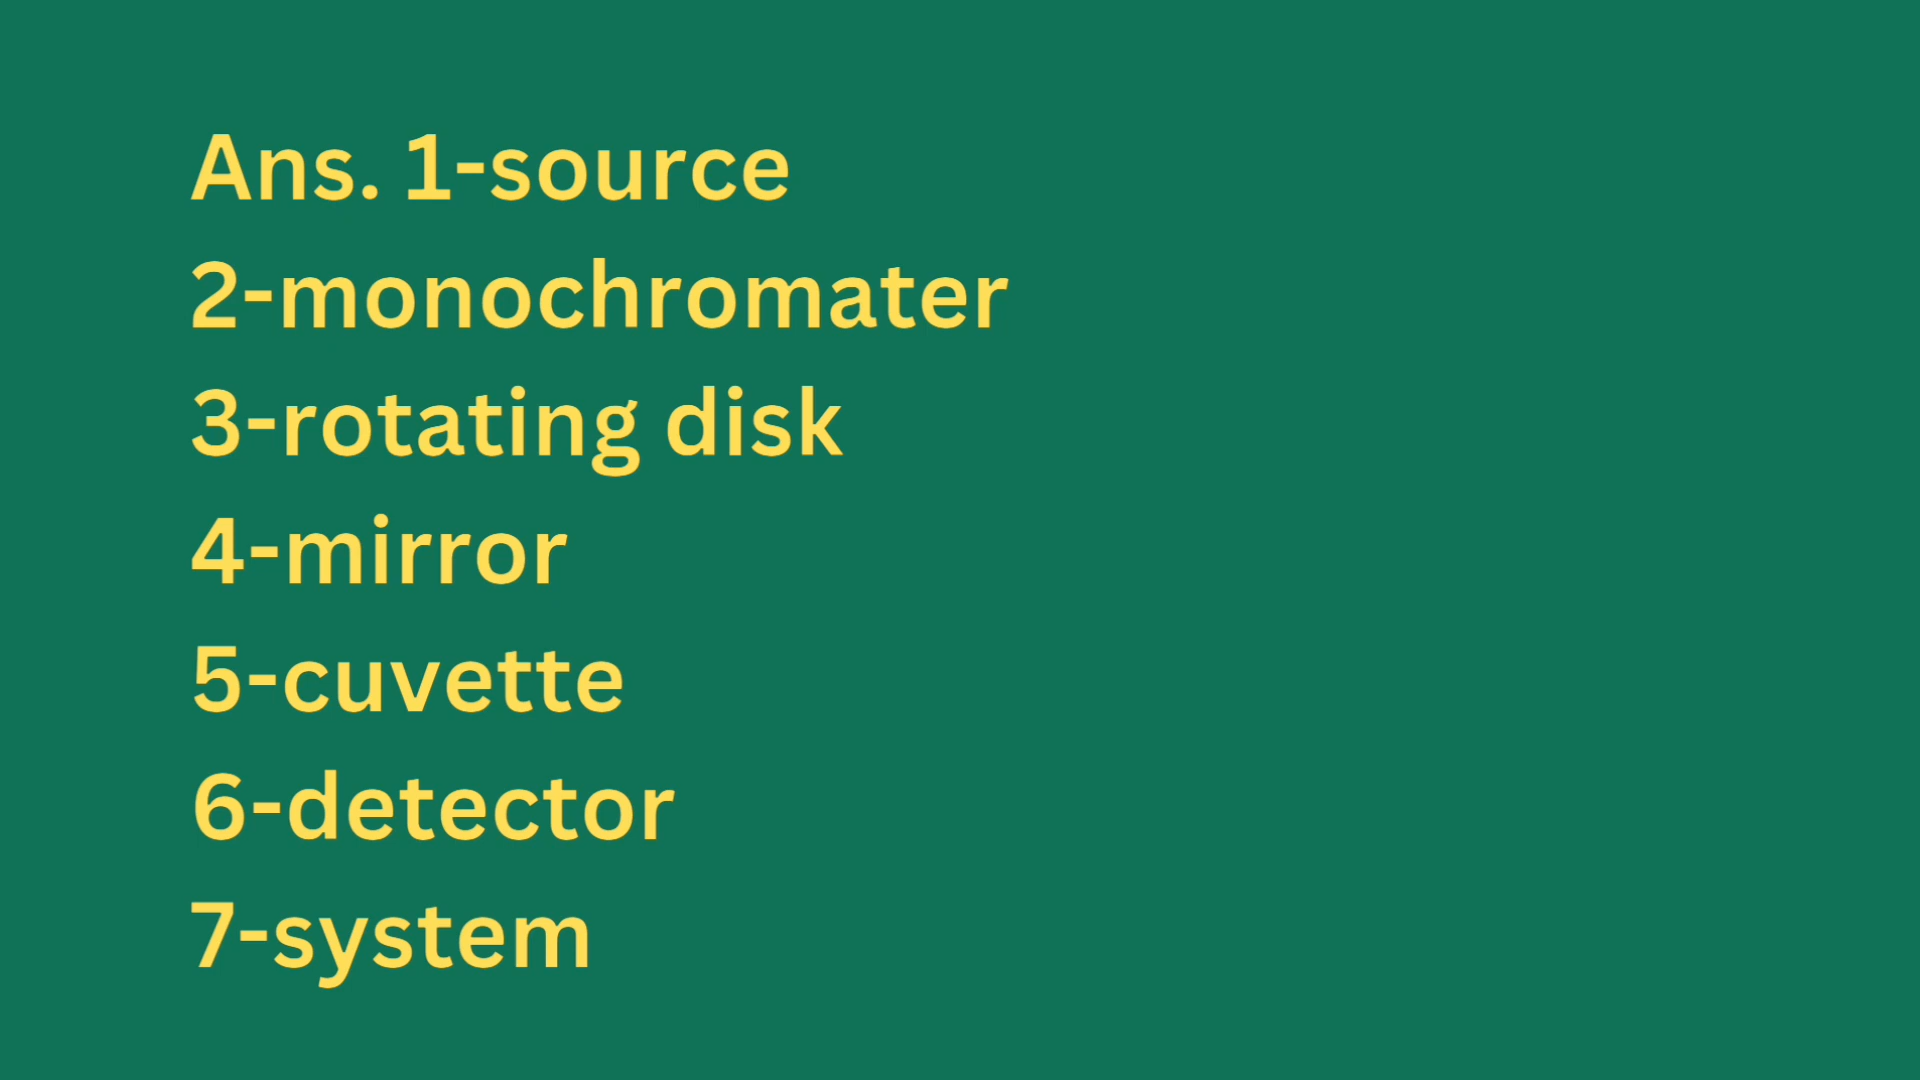 Ans. 1-source
2-monochromater
3-rotating disk
4-mirror
5-cuvette
6-detector
7-system